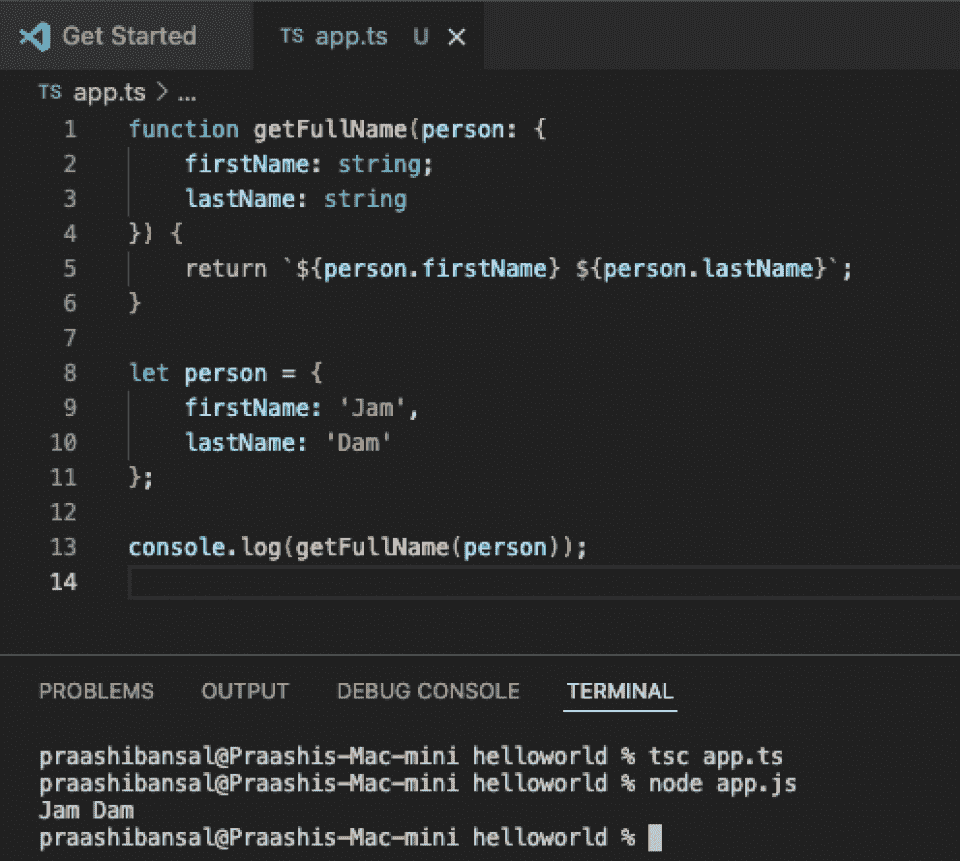 Get Started TS app.ts U ×
TS app.ts > ...
1 function getFullName(person: {
2     firstName: string;
3     lastName: string
4 }) {
5     return `${person.firstName} ${person.lastName}`;
6 }
7
8 let person = {
9     firstName: 'Jam',
10     lastName: 'Dam'
11 };
12
13 console.log(getFullName(person));
14
PROBLEMS OUTPUT DEBUG CONSOLE TERMINAL
praashibansal@Praashis-Mac-mini helloworld % tsc app.ts
praashibansal@Praashis-Mac-mini helloworld % node app.js
Jam Dam
praashibansal@Praashis-Mac-mini helloworld %